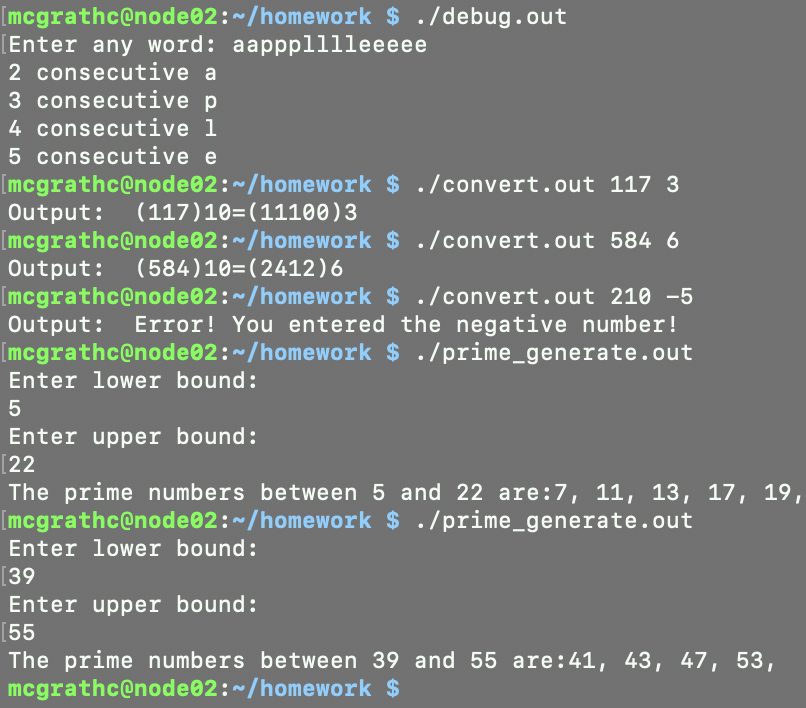 mcgrathc@node02:~/homework $ ./debug.out
Enter any word: aappplllleeeee
2 consecutive a
3 consecutive p
4 consecutive l
5 consecutive e
mcgrathc@node02:~/homework $ ./convert.out 117 3
Output:  (117)10=(11100)3
mcgrathc@node02:~/homework $ ./convert.out 584 6
Output:  (584)10=(2412)6
mcgrathc@node02:~/homework $ ./convert.out 210 -5
Output:  Error! You entered the negative number!
mcgrathc@node02:~/homework $ ./prime_generate.out
Enter lower bound:
5
Enter upper bound:
22
The prime numbers between 5 and 22 are:7, 11, 13, 17, 19,
mcgrathc@node02:~/homework $ ./prime_generate.out
Enter lower bound:
39
Enter upper bound:
55
The prime numbers between 39 and 55 are:41, 43, 47, 53,
mcgrathc@node02:~/homework $